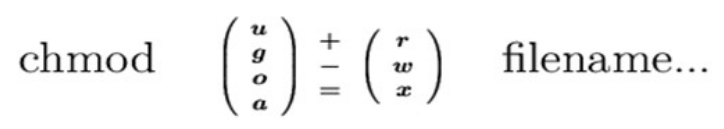 chmod ( u g o a ) + - = ( r w x ) filename...